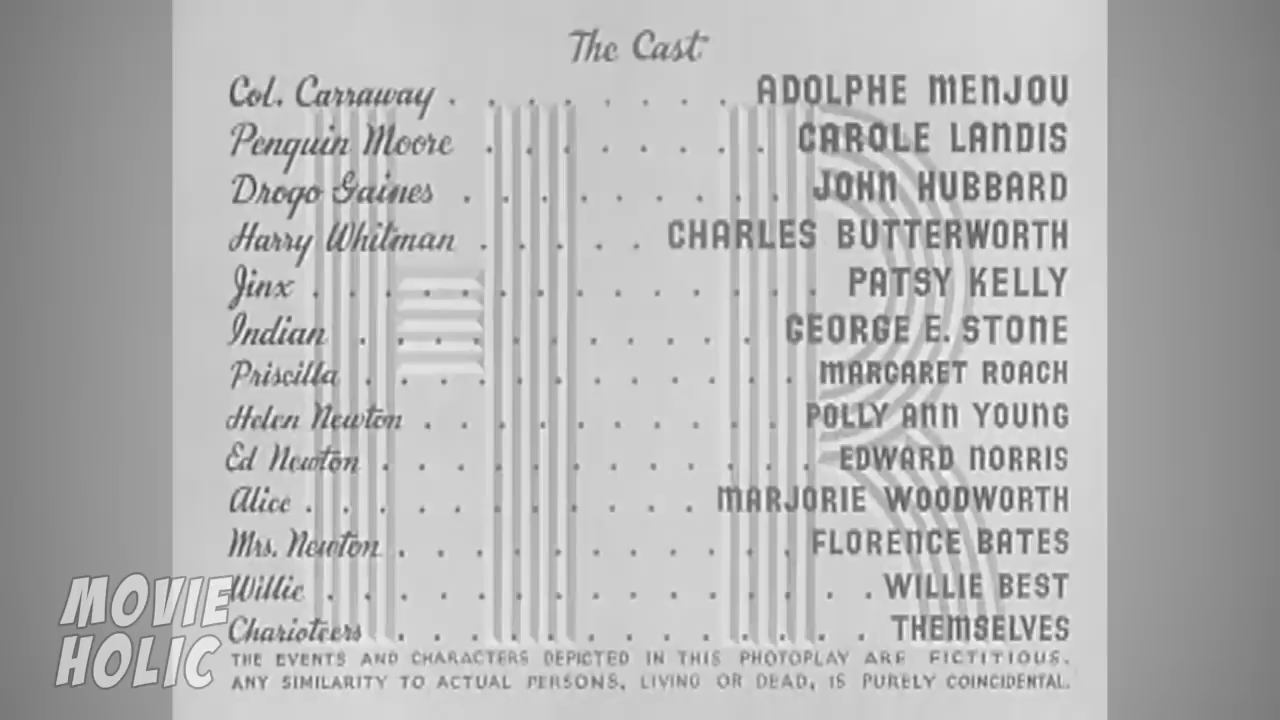 The Cast
Col. Carraway . . . . . . . . ADOLPHE MENJOU
Penguin Moore . . . . . . . . CAROLE LANDIS
Drogo Gaines . . . . . . . . . JOHN HUBBARD
Harry Whitman . . . . . CHARLES BUTTERWORTH
Jinx . . . . . . . . . . . . . . PATSY KELLY
Indian . . . . . . . . . . . GEORGE E. STONE
Priscilla . . . . . . . . . . . . MARGARET ROACH
Helen Newton . . . . . . . . . . POLLY ANN YOUNG
Ed Newton . . . . . . . . . . . . EDWARD NORRIS
Alice . . . . . . . . . . . MARJORIE WOODWORTH
Mrs. Newton . . . . . . . . . . . FLORENCE BATES
Willie . . . . . . . . . . . . . . . WILLIE BEST
Charioteers . . . . . . . . . . . . . THEMSELVES
THE EVENTS AND CHARACTERS DEPICTED IN THIS PHOTOPLAY ARE FICTITIOUS.
ANY SIMILARITY TO ACTUAL PERSONS, LIVING OR DEAD, IS PURELY COINCIDENTAL.
MOVIE
HOLIC